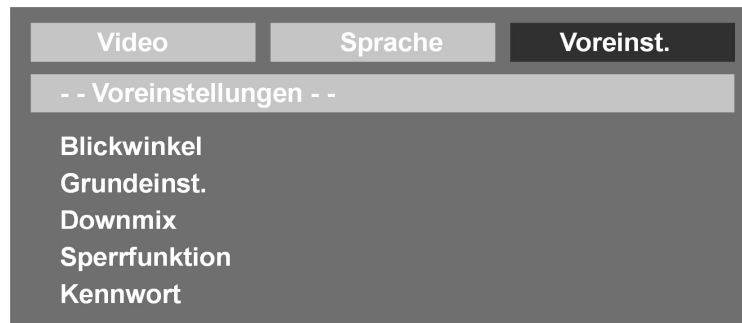 Video Sprache Voreinst.
- - Voreinstellungen - -
Blickwinkel
Grundeinst.
Downmix
Sperrfunktion
Kennwort